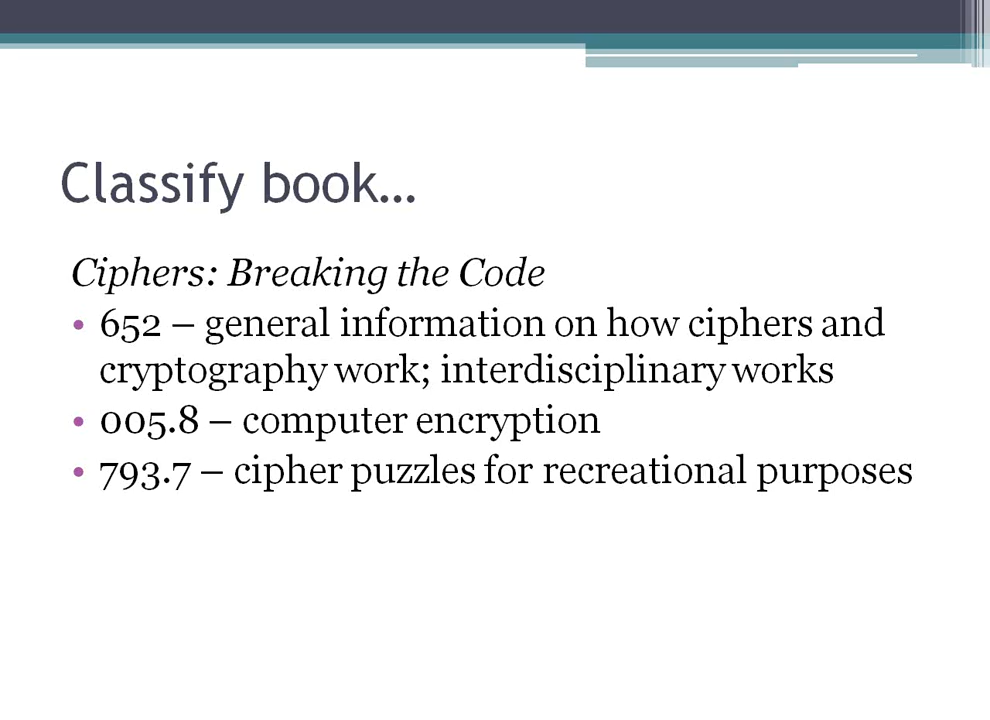 Classify book…
Ciphers: Breaking the Code
• 652 – general information on how ciphers and
cryptography work; interdisciplinary works
• 005.8 – computer encryption
• 793.7 – cipher puzzles for recreational purposes